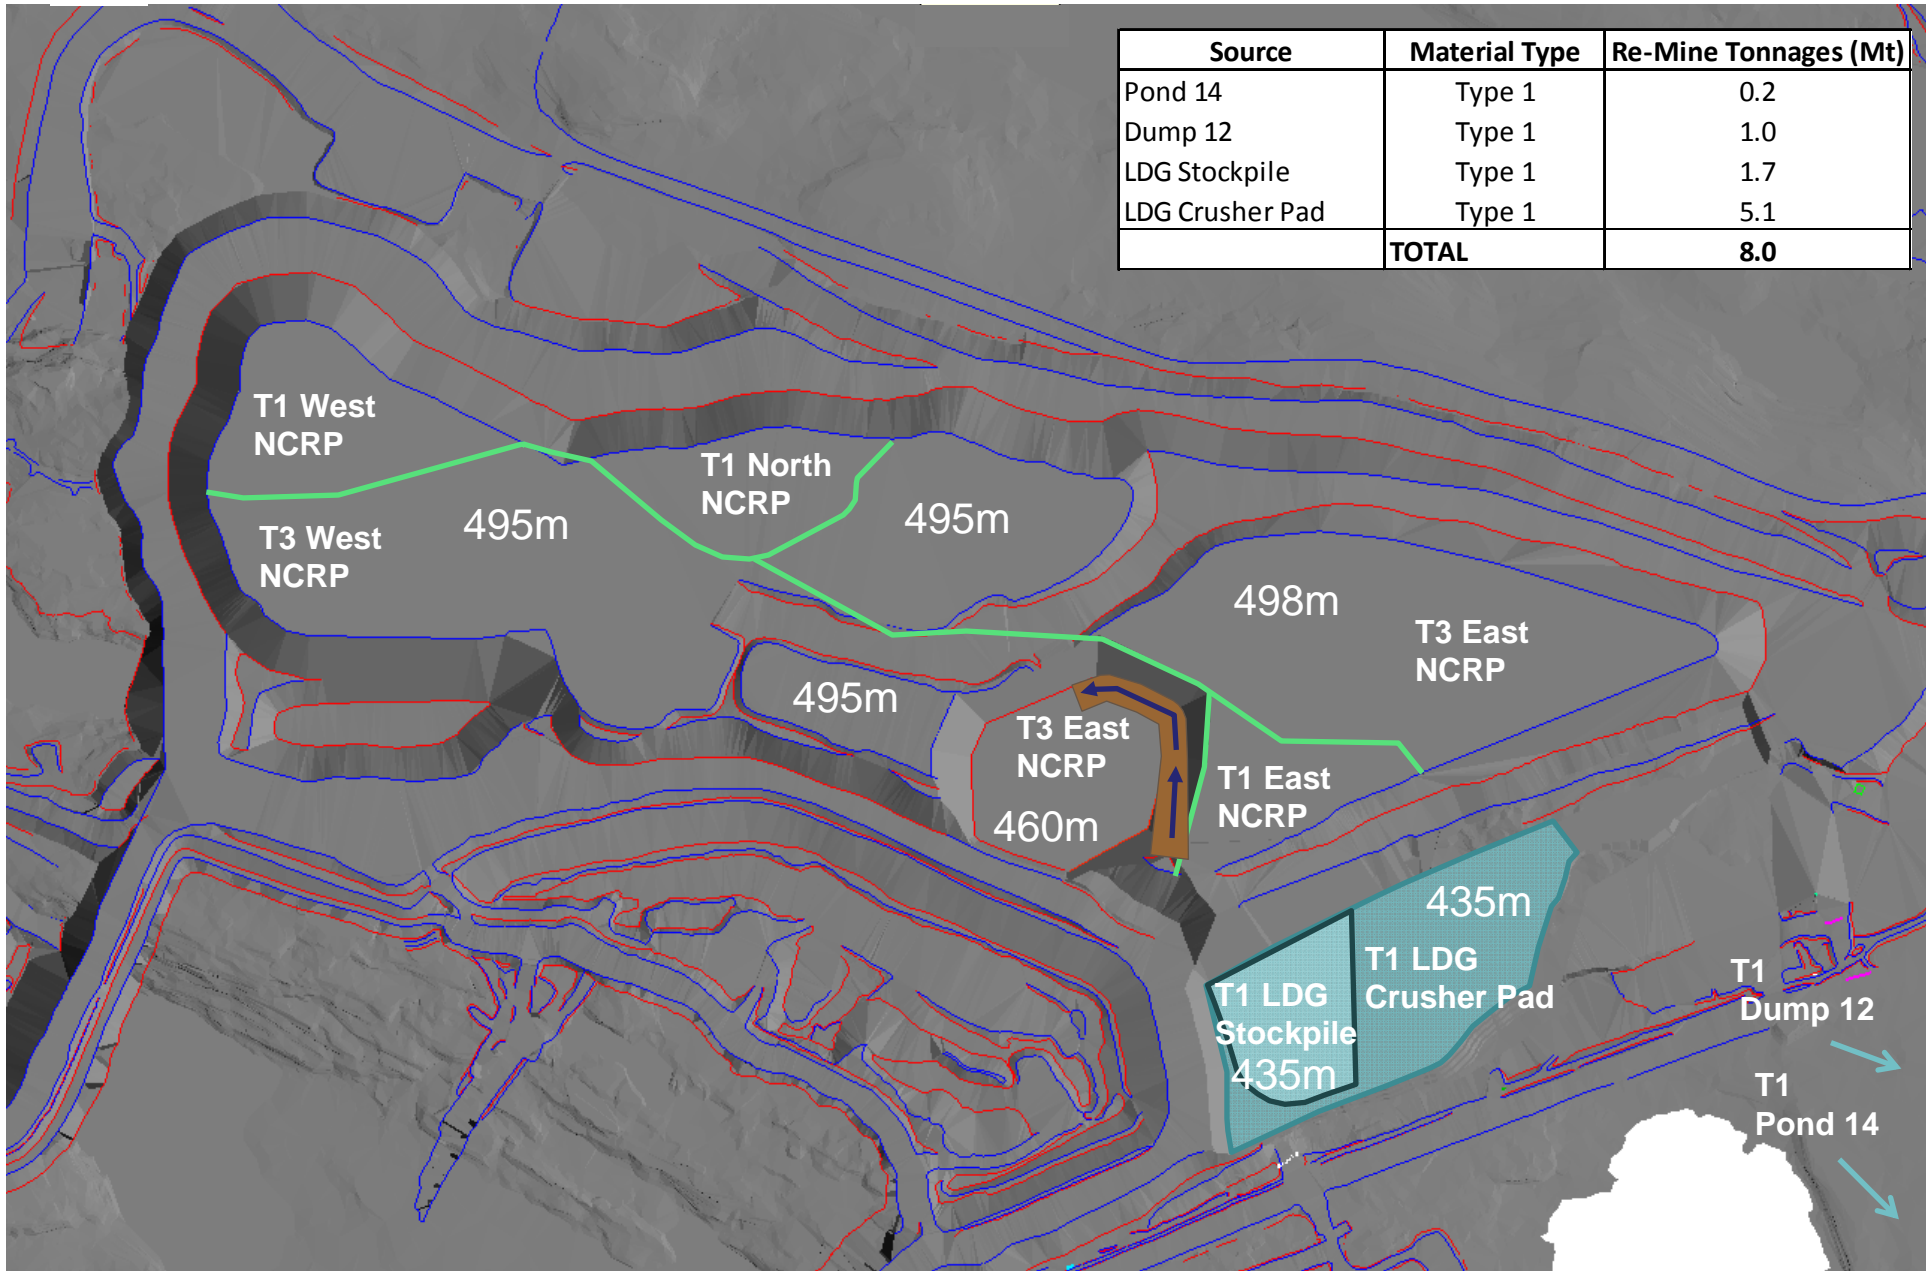 Source Material Type Re-Mine Tonnages (Mt)
Pond 14 Type 1 0.2
Dump 12 Type 1 1.0
LDG Stockpile Type 1 1.7
LDG Crusher Pad Type 1 5.1
TOTAL 8.0
T1 West
NCRP
T1 North
NCRP
T3 West
NCRP
495m
495m
498m
T3 East
NCRP
495m
T3 East
NCRP
460m
T1 East
NCRP
435m
T1 LDG
Crusher Pad
T1 LDG
Stockpile
435m
T1
Dump 12
T1
Pond 14